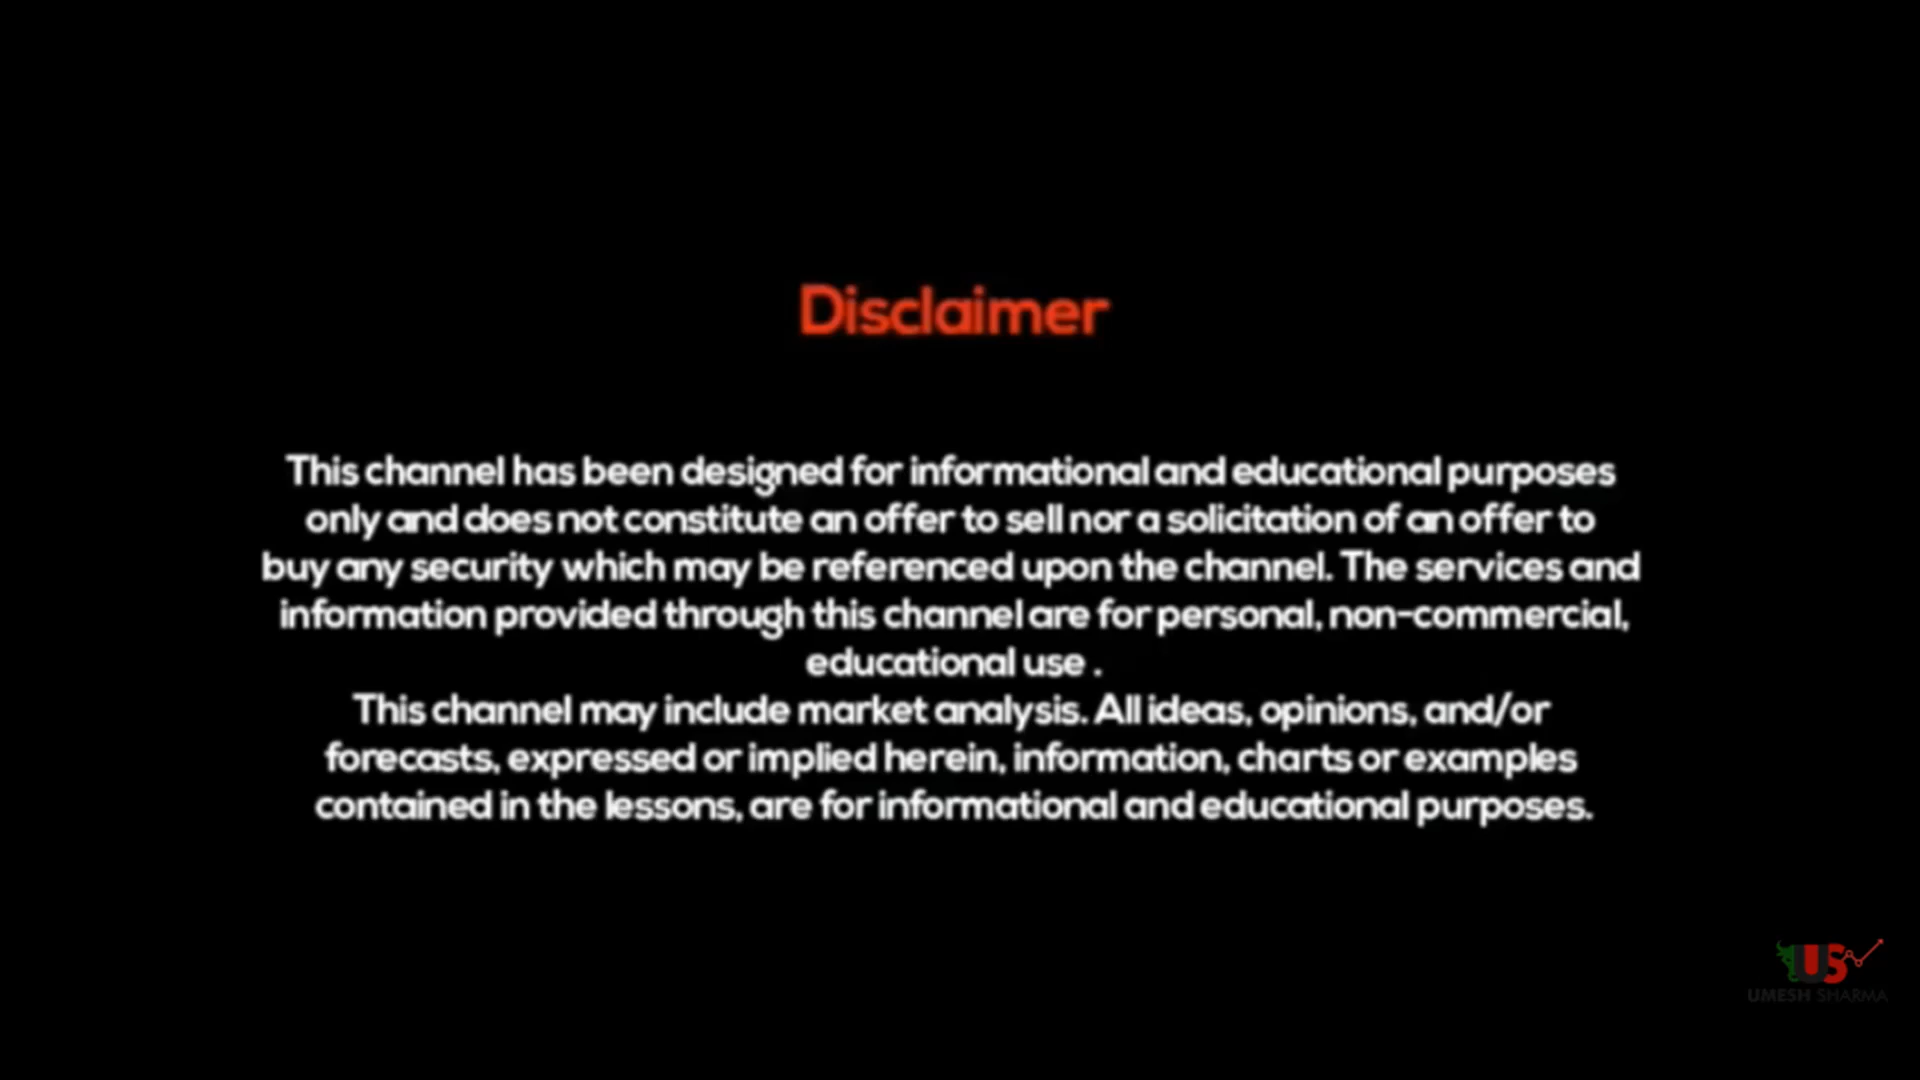 Disclaimer
This channel has been designed for informational and educational purposes
only and does not constitute an offer to sell nor a solicitation of an offer to
buy any security which may be referenced upon the channel. The services and
information provided through this channel are for personal, non-commercial,
educational use .
This channel may include market analysis. All ideas, opinions, and/or
forecasts, expressed or implied herein, information, charts or examples
contained in the lessons, are for informational and educational purposes.
US
UMESH SHARMA